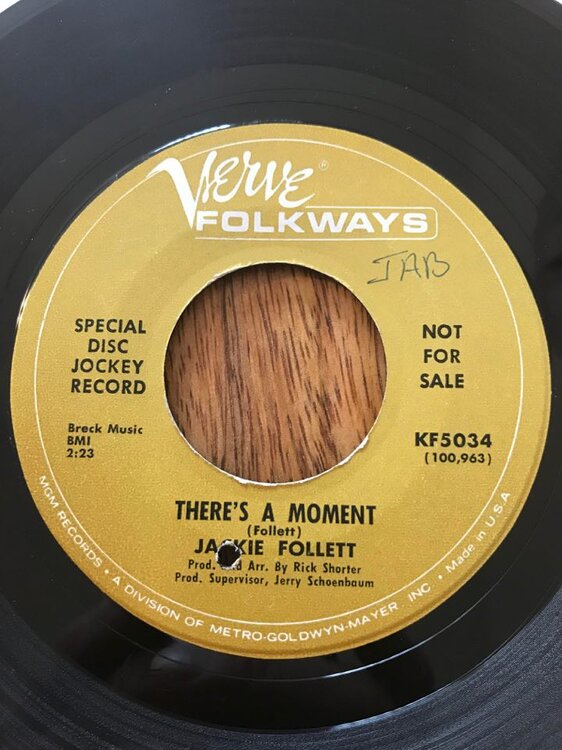 Verve®
FOLKWAYS
JAB
SPECIAL
DISC
JOCKEY
RECORD
NOT
FOR
SALE
Breck Music
BMI
2:23
KF5034
(100,963)
THERE'S A MOMENT
(Follett)
JACKIE FOLLETT
Prod. and Arr. By Rick Shorter
Prod. Supervisor, Jerry Schoenbaum
MGM RECORDS • A DIVISION OF METRO-GOLDWYN-MAYER INC. • Made in U.S.A